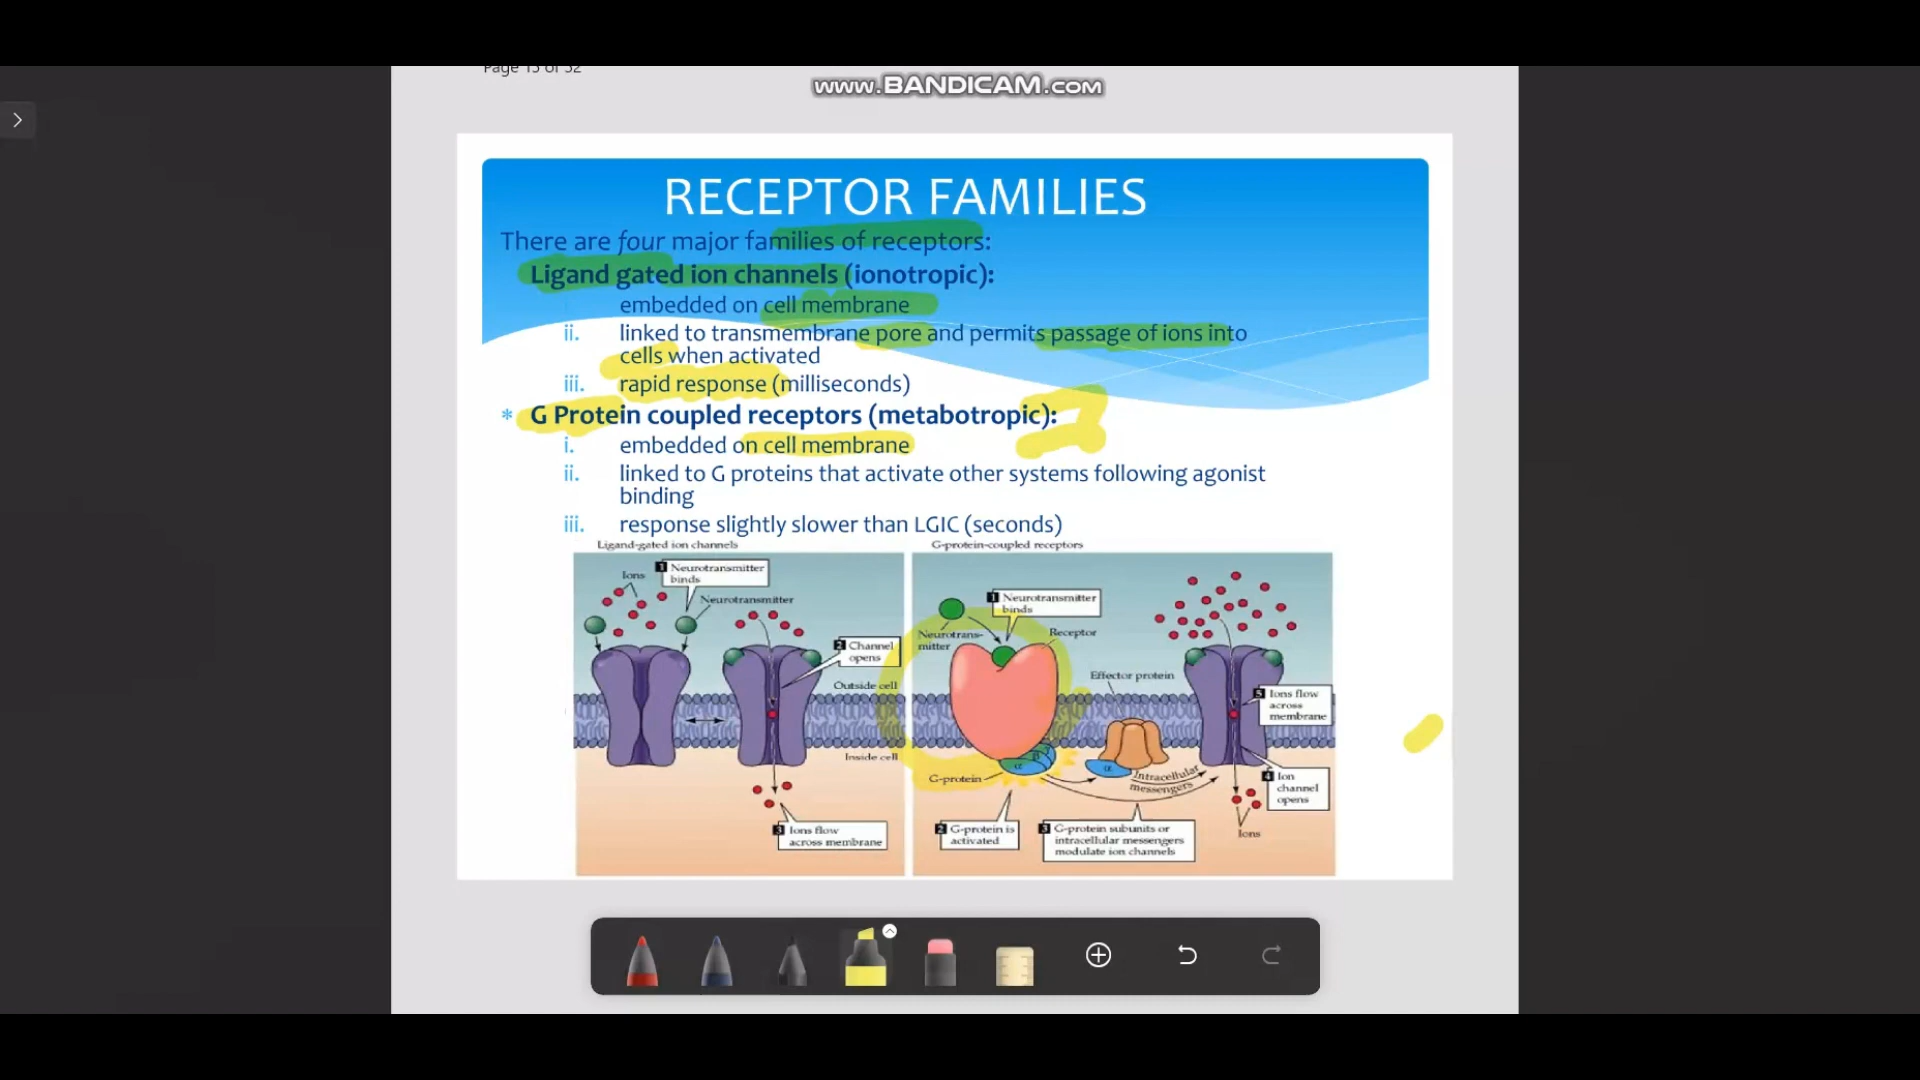 Page 15 of 52
www.BANDICAM.com
RECEPTOR FAMILIES
There are four major families of receptors:
Ligand gated ion channels (ionotropic):
embedded on cell membrane
ii. linked to transmembrane pore and permits passage of ions into
cells when activated
iii. rapid response (milliseconds)
* G Protein coupled receptors (metabotropic):
i. embedded on cell membrane
ii. linked to G proteins that activate other systems following agonist
binding
iii. response slightly slower than LGIC (seconds)
Ligand-gated ion channels
Ions
1 Neurotransmitter
binds
Neurotransmitter
2 Channel
opens
Outside cell
Inside cell
3 Ions flow
across membrane
G-protein-coupled receptors
1 Neurotransmitter
binds
Neurotrans-
mitter
Receptor
Effector protein
5 Ions flow
across
membrane
α
β
α
G-protein
Intracellular
messengers
4 Ion
channel
opens
2 G-protein is
activated
3 G-protein subunits or
intracellular messengers
modulate ion channels
Ions